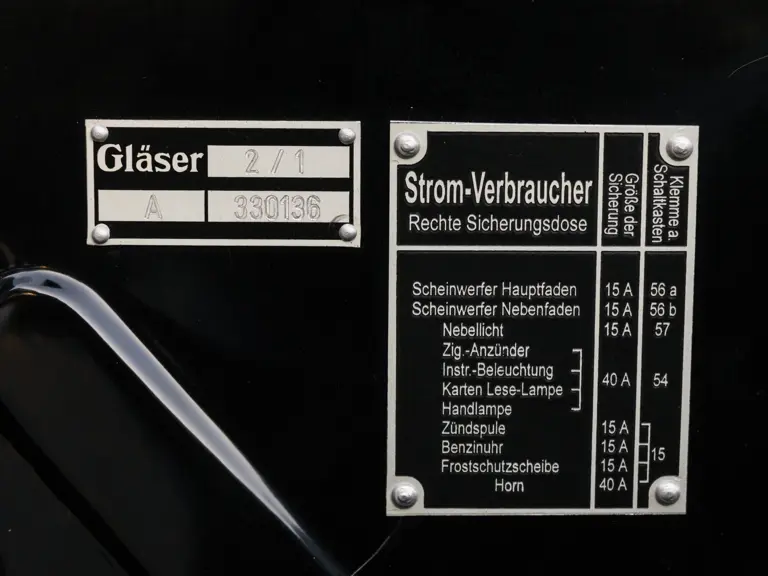 Gläser 2 / 1
A 330136
Strom-Verbraucher
Rechte Sicherungsdose
Größe der
Sicherung
Klemme a.
Schaltkasten
Scheinwerfer Hauptfaden 15 A 56 a
Scheinwerfer Nebenfaden 15 A 56 b
Nebellicht 15 A 57
Zig.-Anzünder
Instr.-Beleuchtung
40 A 54
Karten Lese-Lampe
Handlampe
Zündspule 15 A
Benzinuhr 15 A
15
Frostschutzscheibe 15 A
Horn 40 A